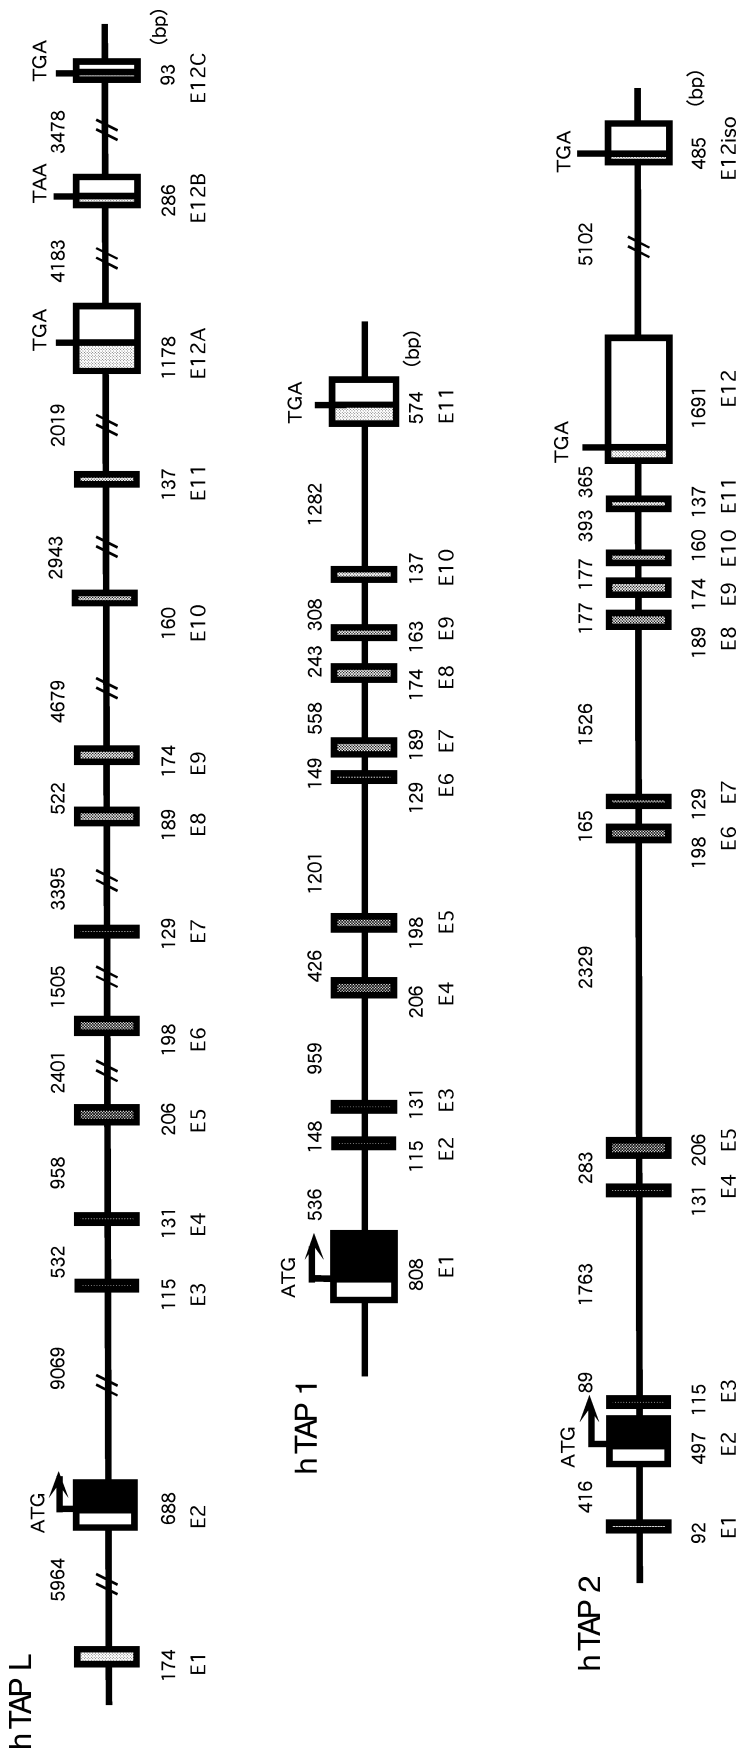 hTAP L
ATG TGA TAA TGA
5964 9069 532 958 2401 1505 3395 522 4679 2943 2019 4183 3478
174 688 115 131 206 198 129 189 174 160 137 1178 286 93 (bp)
E1 E2 E3 E4 E5 E6 E7 E8 E9 E10 E11 E12A E12B E12C
hTAP 1
ATG TGA
536 148 959 426 1201 149 558 243 308 1282
808 115 131 206 198 129 189 174 163 137 574 (bp)
E1 E2 E3 E4 E5 E6 E7 E8 E9 E10 E11
hTAP 2
ATG TGA TGA
416 89 1763 283 2329 165 1526 177 177 393 365 5102
92 497 115 131 206 198 129 189 174 160 137 1691 485 (bp)
E1 E2 E3 E4 E5 E6 E7 E8 E9 E10 E11 E12 E12iso